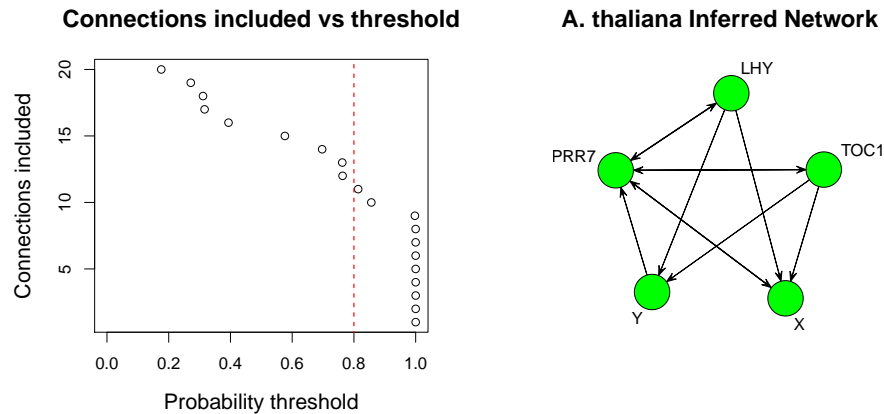 Connections included vs threshold
A. thaliana Inferred Network
Connections included
20
15
10
5
0.0 0.2 0.4 0.6 0.8 1.0
Probability threshold
LHY
PRR7
TOC1
Y
X